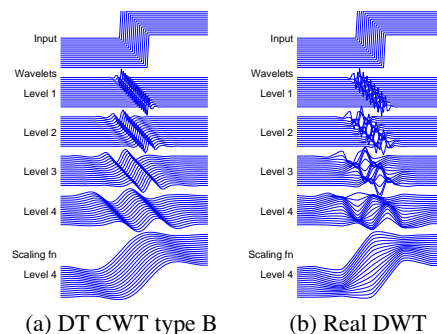 Input
Wavelets
Level 1
Level 2
Level 3
Level 4
Scaling fn
Level 4
(a) DT CWT type B
Input
Wavelets
Level 1
Level 2
Level 3
Level 4
Scaling fn
Level 4
(b) Real DWT